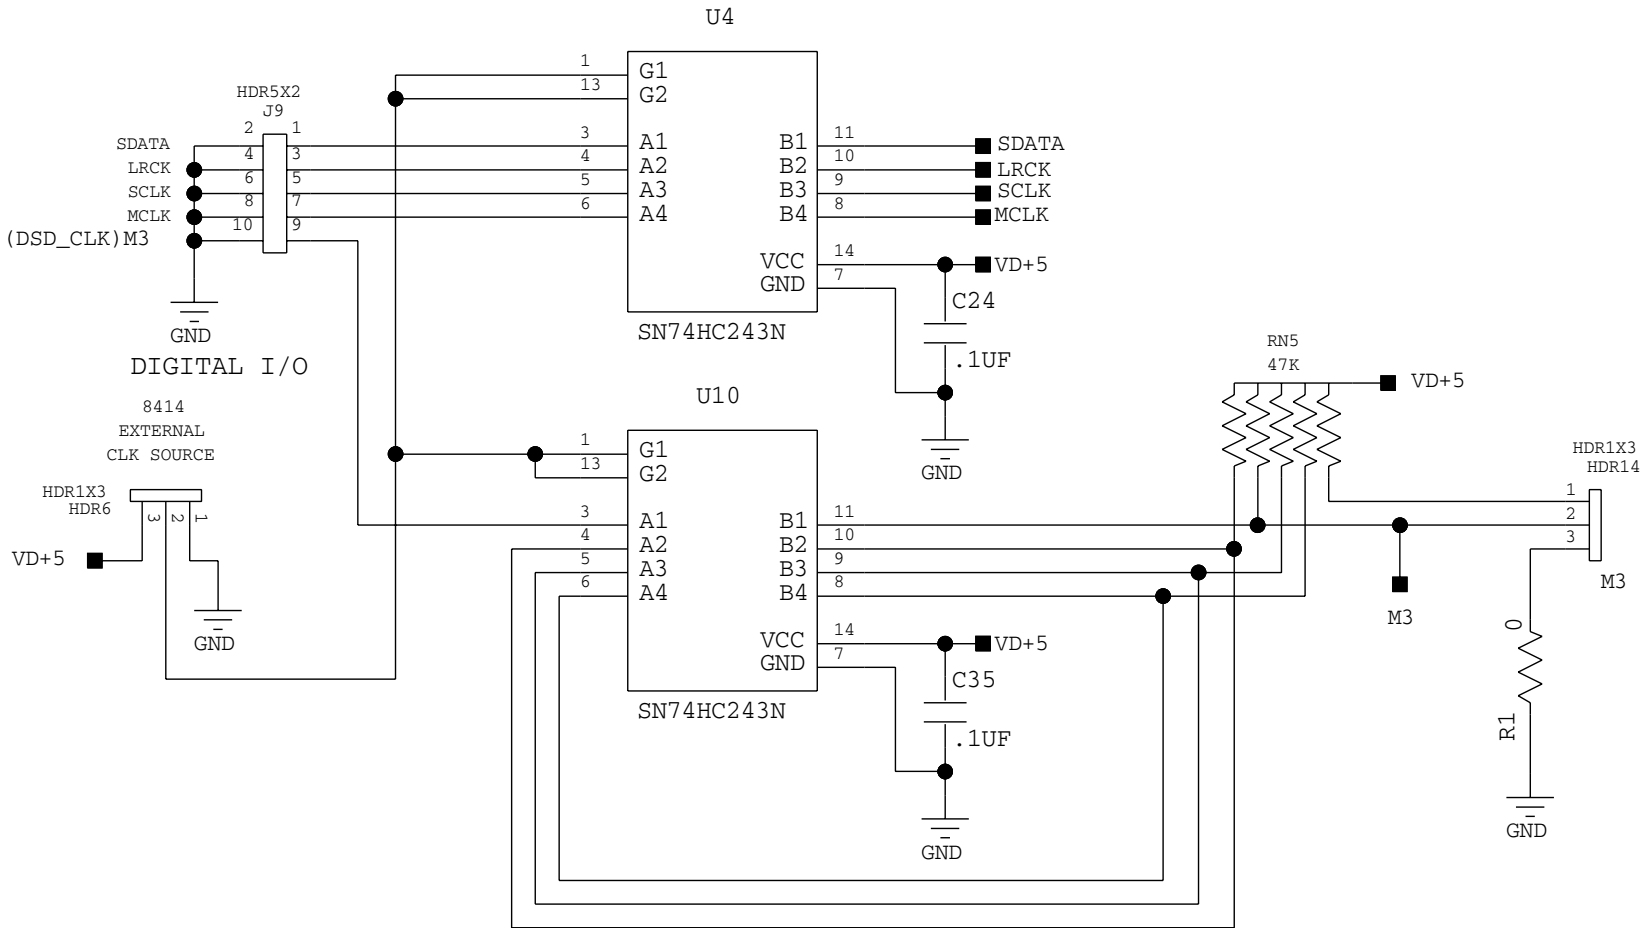 U4
1
G1
13
G2
HDR5X2
J9
SDATA
2
1
3
A1
B1
11
SDATA
LRCK
4
3
4
A2
B2
10
LRCK
SCLK
6
5
5
A3
B3
9
SCLK
MCLK
8
7
6
A4
B4
8
MCLK
(DSD_CLK)M3
10
9
VCC
14
VD+5
GND
7
C24
.1UF
SN74HC243N
GND
DIGITAL I/O
GND
RN5
47K
VD+5
8414
EXTERNAL
CLK SOURCE
HDR1X3
HDR6
3
2
1
VD+5
GND
U10
1
G1
13
G2
3
A1
B1
11
4
A2
B2
10
5
A3
B3
9
6
A4
B4
8
VCC
14
VD+5
GND
7
C35
.1UF
SN74HC243N
GND
HDR1X3
HDR14
1
2
3
M3
M3
0
R1
GND